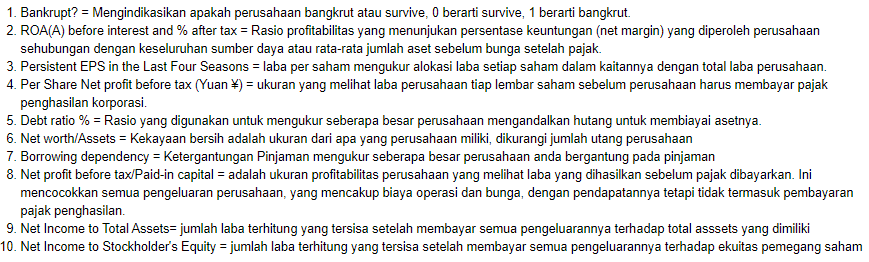 1. Bankrupt? = Mengindikasikan apakah perusahaan bangkrut atau survive, 0 berarti survive, 1 berarti bangkrut.
2. ROA(A) before interest and % after tax = Rasio profitabilitas yang menunjukan persentase keuntungan (net margin) yang diperoleh perusahaan
sehubungan dengan keseluruhan sumber daya atau rata-rata jumlah aset sebelum bunga setelah pajak.
3. Persistent EPS in the Last Four Seasons = laba per saham mengukur alokasi laba setiap saham dalam kaitannya dengan total laba perusahaan.
4. Per Share Net profit before tax (Yuan ¥) = ukuran yang melihat laba perusahaan tiap lembar saham sebelum perusahaan harus membayar pajak
penghasilan korporasi.
5. Debt ratio % = Rasio yang digunakan untuk mengukur seberapa besar perusahaan mengandalkan hutang untuk membiayai asetnya.
6. Net worth/Assets = Kekayaan bersih adalah ukuran dari apa yang perusahaan miliki, dikurangi jumlah utang perusahaan
7. Borrowing dependency = Ketergantungan Pinjaman mengukur seberapa besar perusahaan anda bergantung pada pinjaman
8. Net profit before tax/Paid-in capital = adalah ukuran profitabilitas perusahaan yang melihat laba yang dihasilkan sebelum pajak dibayarkan. Ini
mencocokkan semua pengeluaran perusahaan, yang mencakup biaya operasi dan bunga, dengan pendapatannya tetapi tidak termasuk pembayaran
pajak penghasilan.
9. Net Income to Total Assets= jumlah laba terhitung yang tersisa setelah membayar semua pengeluarannya terhadap total asssets yang dimiliki
10. Net Income to Stockholder's Equity = jumlah laba terhitung yang tersisa setelah membayar semua pengeluarannya terhadap ekuitas pemegang saham